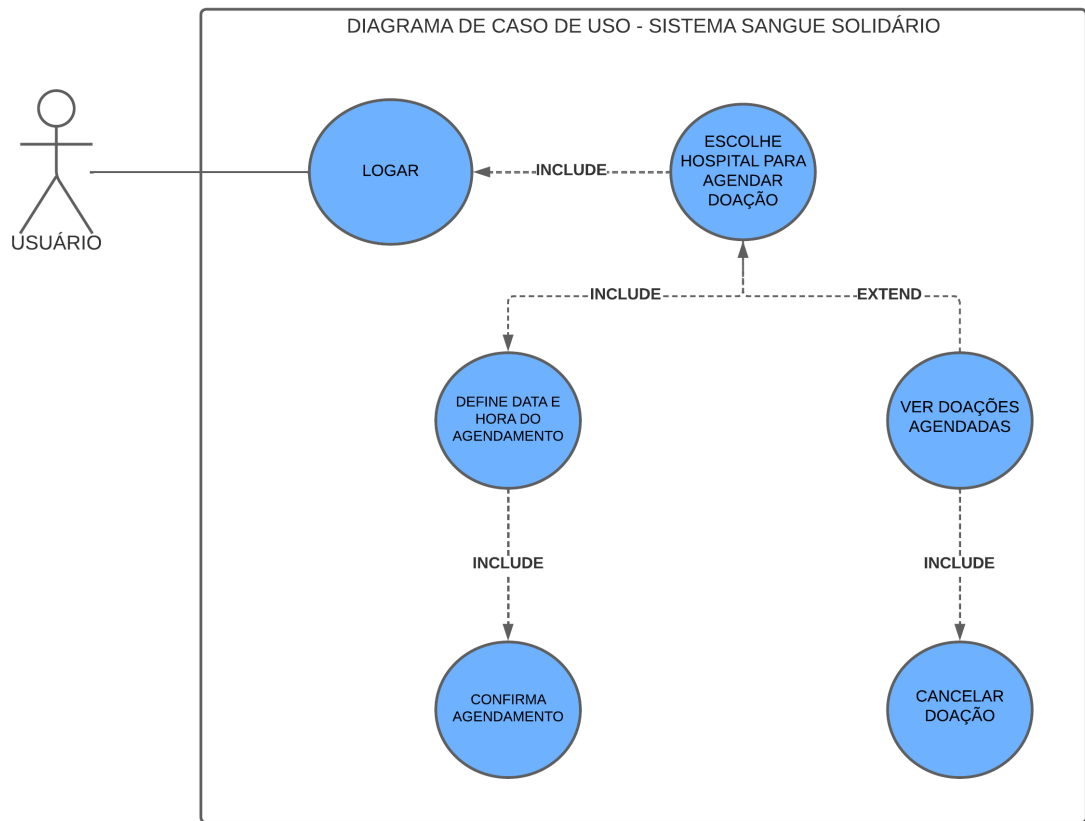 DIAGRAMA DE CASO DE USO - SISTEMA SANGUE SOLIDÁRIO
USUÁRIO
LOGAR
INCLUDE
ESCOLHE
HOSPITAL PARA
AGENDAR
DOAÇÃO
INCLUDE
EXTEND
DEFINE DATA E
HORA DO
AGENDAMENTO
VER DOAÇÕES
AGENDADAS
INCLUDE
INCLUDE
CONFIRMA
AGENDAMENTO
CANCELAR
DOAÇÃO